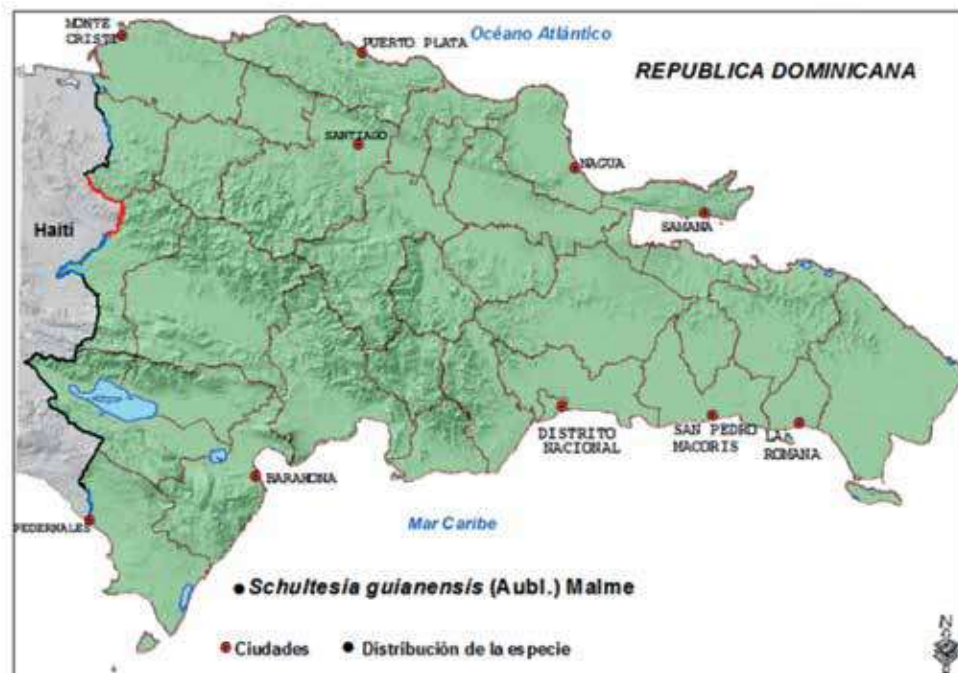 MONTE
CRISTI
PUERTO PLATA
Océano Atlántico
REPUBLICA DOMINICANA
SANTIAGO
NAGUA
SAMANA
Haití
DISTRITO
NACIONAL
SAN PEDRO
MACORIS
LA
ROMANA
BARAHONA
PEDERNALES
Mar Caribe
Schultesia guianensis (Aubl.) Malme
Ciudades
Distribución de la especie
N